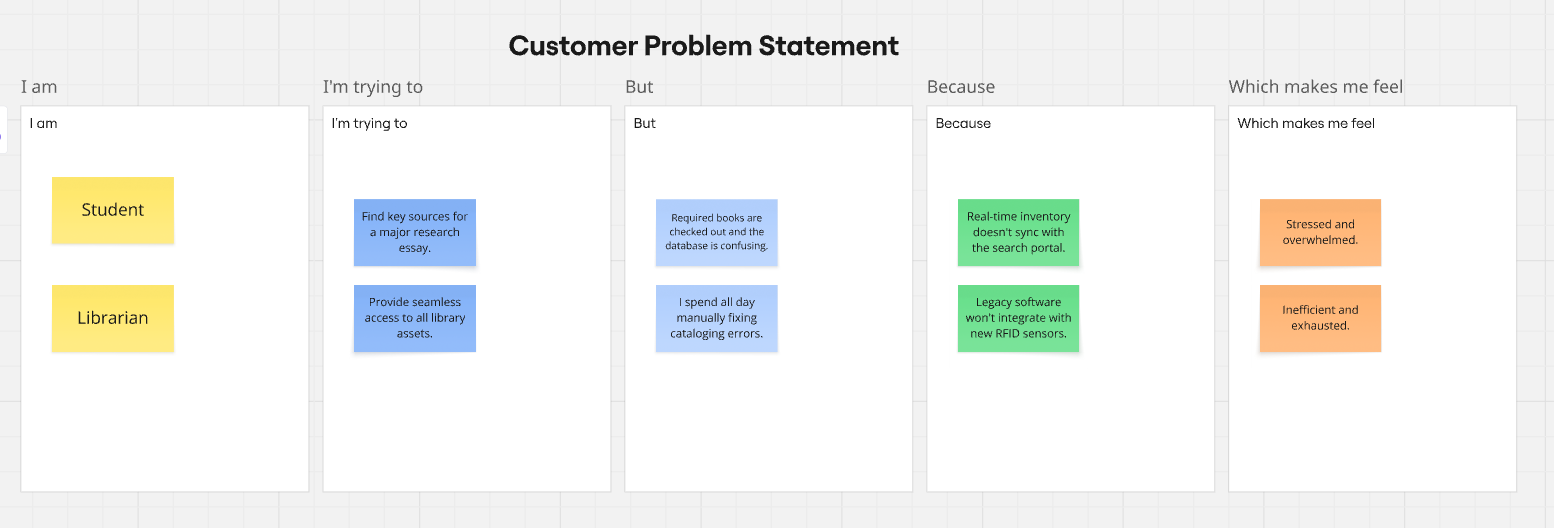 Customer Problem Statement
I am
I'm trying to
But
Because
Which makes me feel
I am
I'm trying to
But
Because
Which makes me feel
Student
Find key sources for
a major research
essay.
Required books are
checked out and the
database is confusing.
Real-time inventory
doesn't sync with
the search portal.
Stressed and
overwhelmed.
Librarian
Provide seamless
access to all library
assets.
I spend all day
manually fixing
cataloging errors.
Legacy software
won't integrate with
new RFID sensors.
Inefficient and
exhausted.